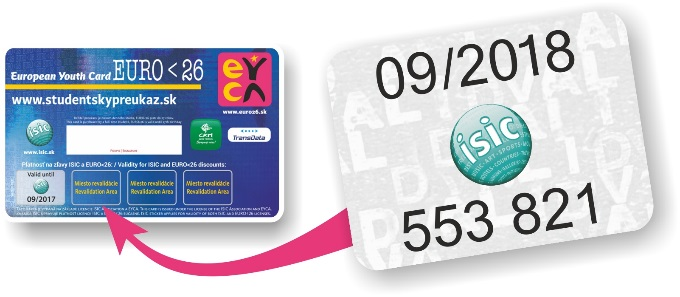 European Youth Card EURO<26
www.studentskypreukaz.sk
EYCA
www.euro26.sk
isic
www.isic.sk
CKM
TransData
Platnosť na zľavy ISIC a EURO<26: / Validity for ISIC and EURO<26 discounts:
Valid until
09/2017
Miesto revalidácie
Revalidation Area
Miesto revalidácie
Revalidation Area
Miesto revalidácie
Revalidation Area
09/2018
isic
553 821